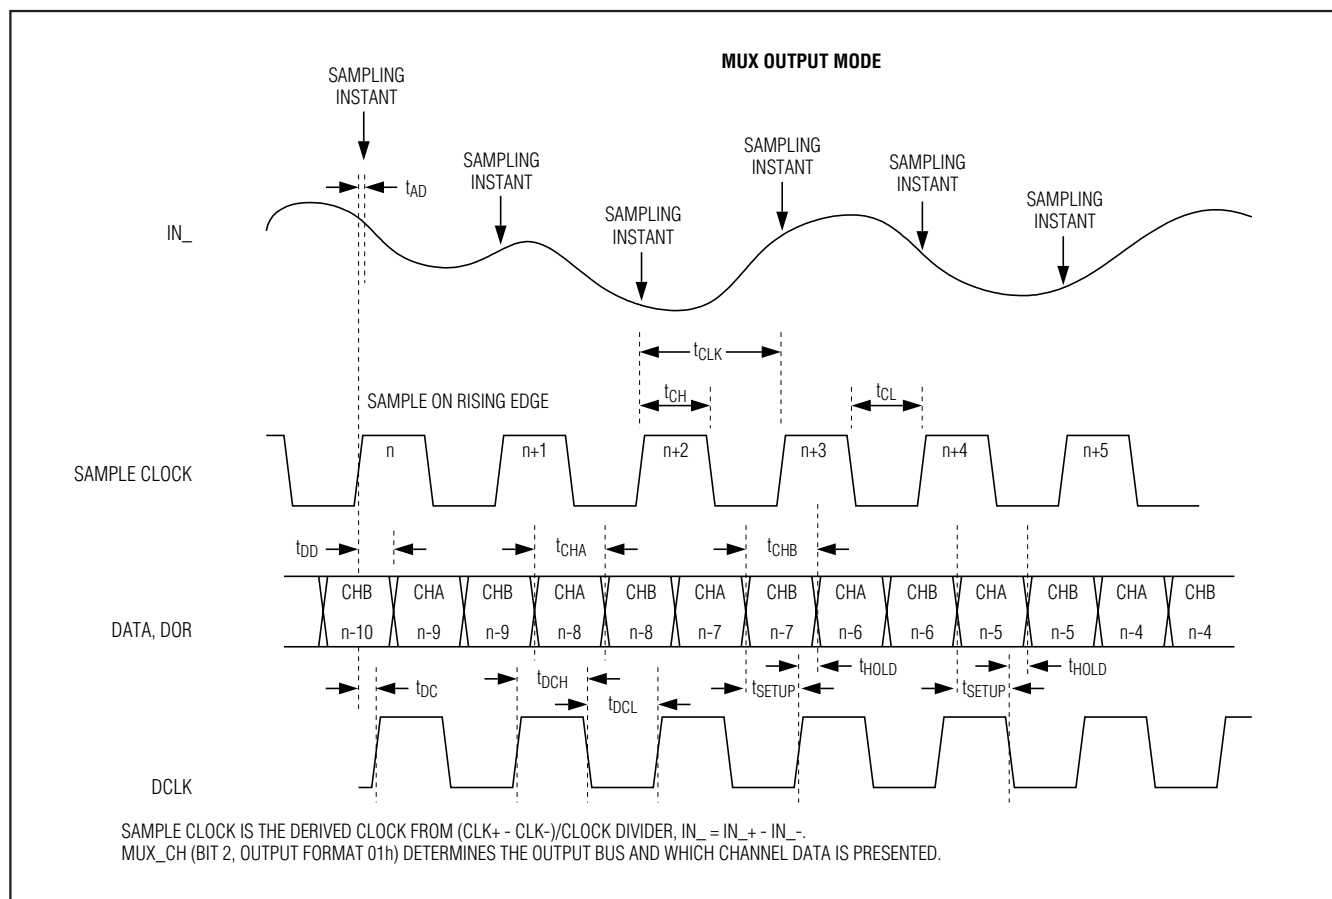 MUX OUTPUT MODE
SAMPLING
INSTANT
SAMPLING
INSTANT
SAMPLING
INSTANT
SAMPLING
INSTANT
SAMPLING
INSTANT
SAMPLING
INSTANT
tAD
IN_
tCLK
tCH
tCL
SAMPLE ON RISING EDGE
SAMPLE CLOCK
n n+1 n+2 n+3 n+4 n+5
tDD tCHA tCHB
DATA, DOR
CHB CHA CHB CHA CHB CHA CHB CHA CHB CHA CHB CHA CHB
n-10 n-9 n-9 n-8 n-8 n-7 n-7 n-6 n-6 n-5 n-5 n-4 n-4
tHOLD tHOLD
tDC tDCH tDCL tSETUP tSETUP
DCLK
SAMPLE CLOCK IS THE DERIVED CLOCK FROM (CLK+ - CLK-)/CLOCK DIVIDER, IN_ = IN_+ - IN_-.
MUX_CH (BIT 2, OUTPUT FORMAT 01h) DETERMINES THE OUTPUT BUS AND WHICH CHANNEL DATA IS PRESENTED.